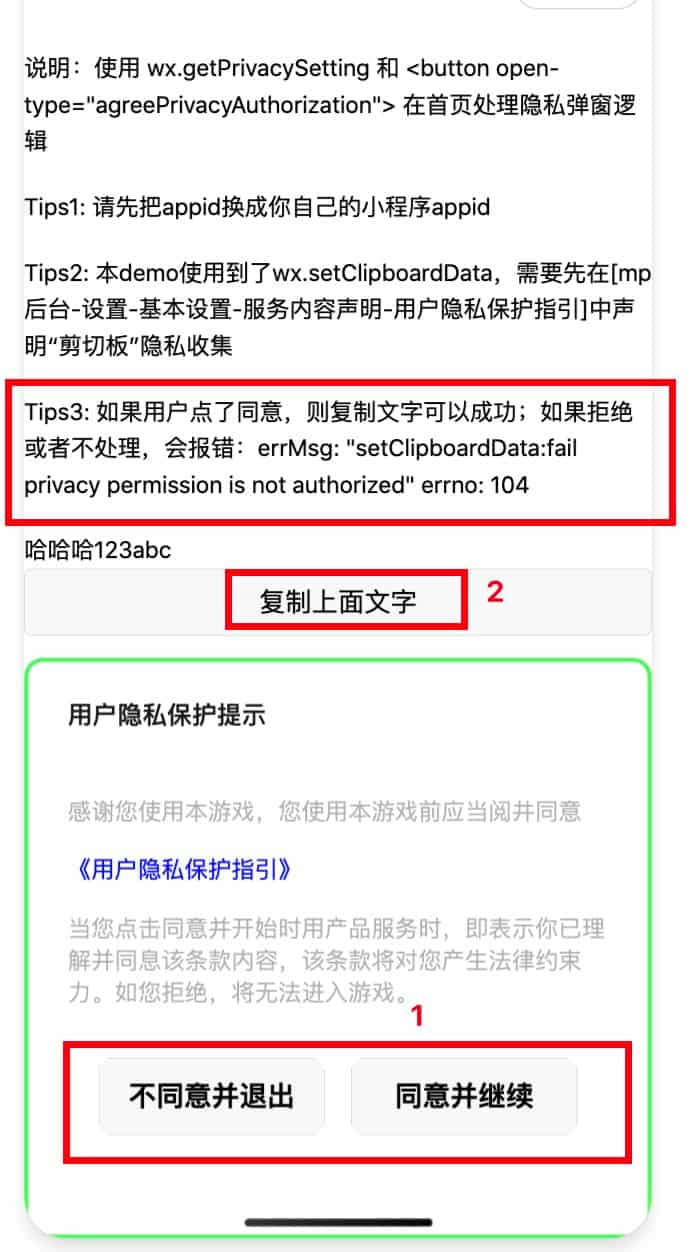 说明：使用 wx.getPrivacySetting 和 <button open-
type="agreePrivacyAuthorization"> 在首页处理隐私弹窗逻
辑
Tips1: 请先把appid换成你自己的小程序appid
Tips2: 本demo使用到了wx.setClipboardData，需要先在[mp
后台-设置-基本设置-服务内容声明-用户隐私保护指引]中声
明“剪切板”隐私收集
Tips3: 如果用户点了同意，则复制文字可以成功；如果拒绝
或者不处理，会报错：errMsg: "setClipboardData:fail
privacy permission is not authorized" errno: 104
哈哈哈123abc
复制上面文字
2
用户隐私保护提示
感谢您使用本游戏，您使用本游戏前应当阅井同意
《用户隐私保护指引》
当您点击同意并开始时用产品服务时，即表示你已理
解并同息该条款内容，该条款将对您产生法律约束
力。如您拒绝，将无法进入游戏。
1
不同意并退出
同意并继续